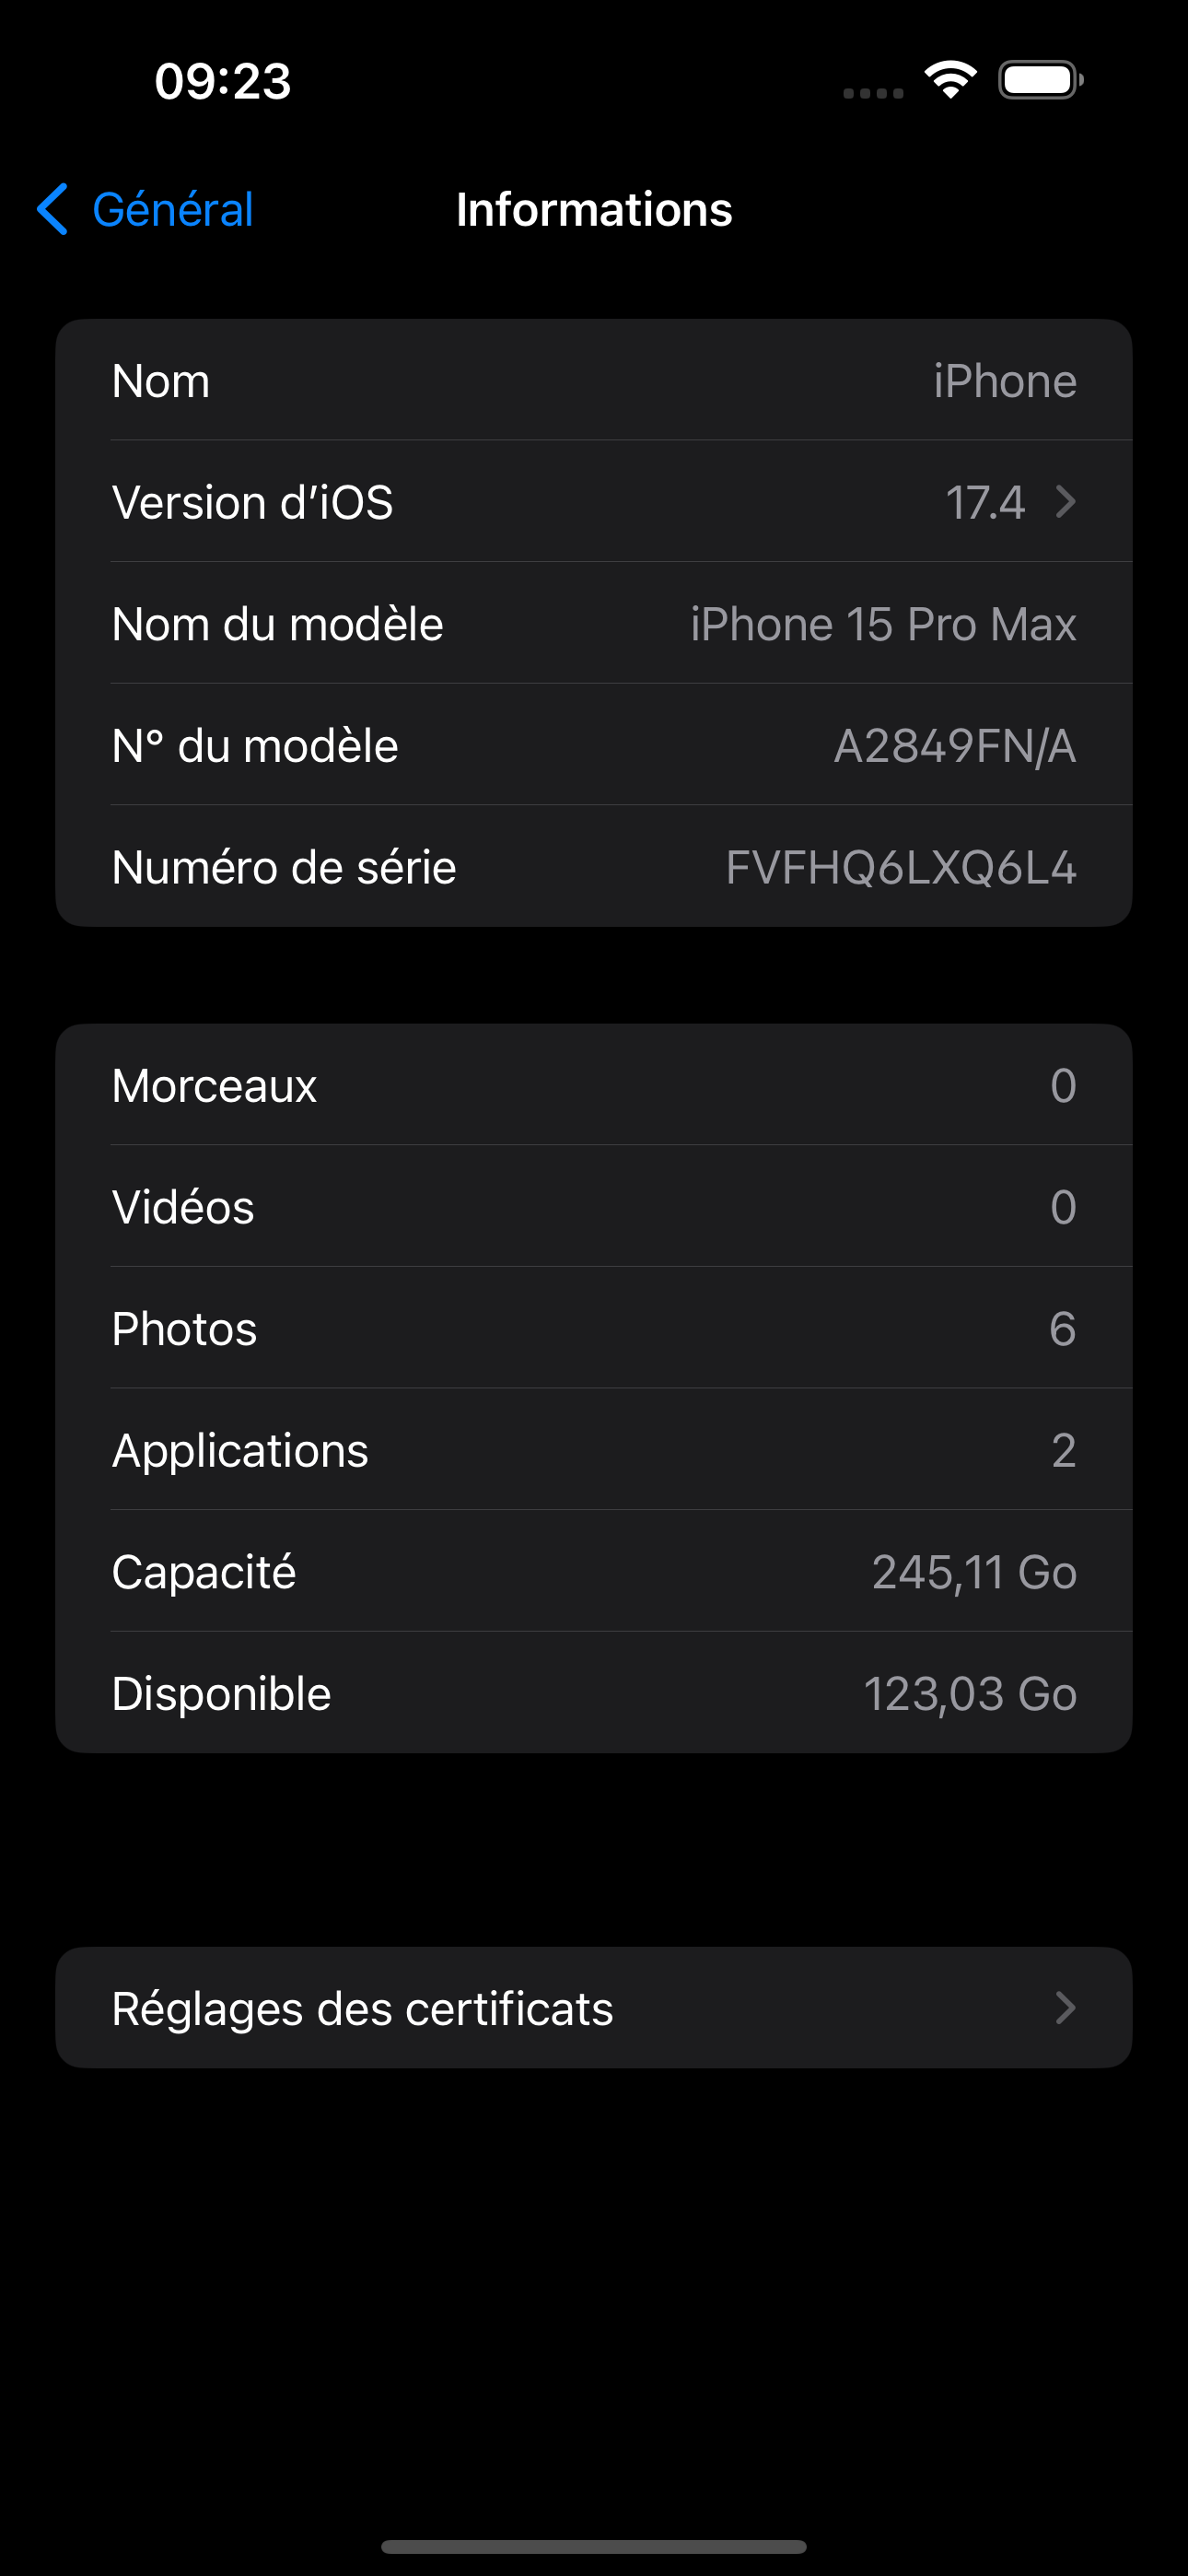 09:23
Général
Informations
Nom iPhone
Version d’iOS 17.4
Nom du modèle iPhone 15 Pro Max
N° du modèle A2849FN/A
Numéro de série FVFHQ6LXQ6L4
Morceaux 0
Vidéos 0
Photos 6
Applications 2
Capacité 245,11 Go
Disponible 123,03 Go
Réglages des certificats